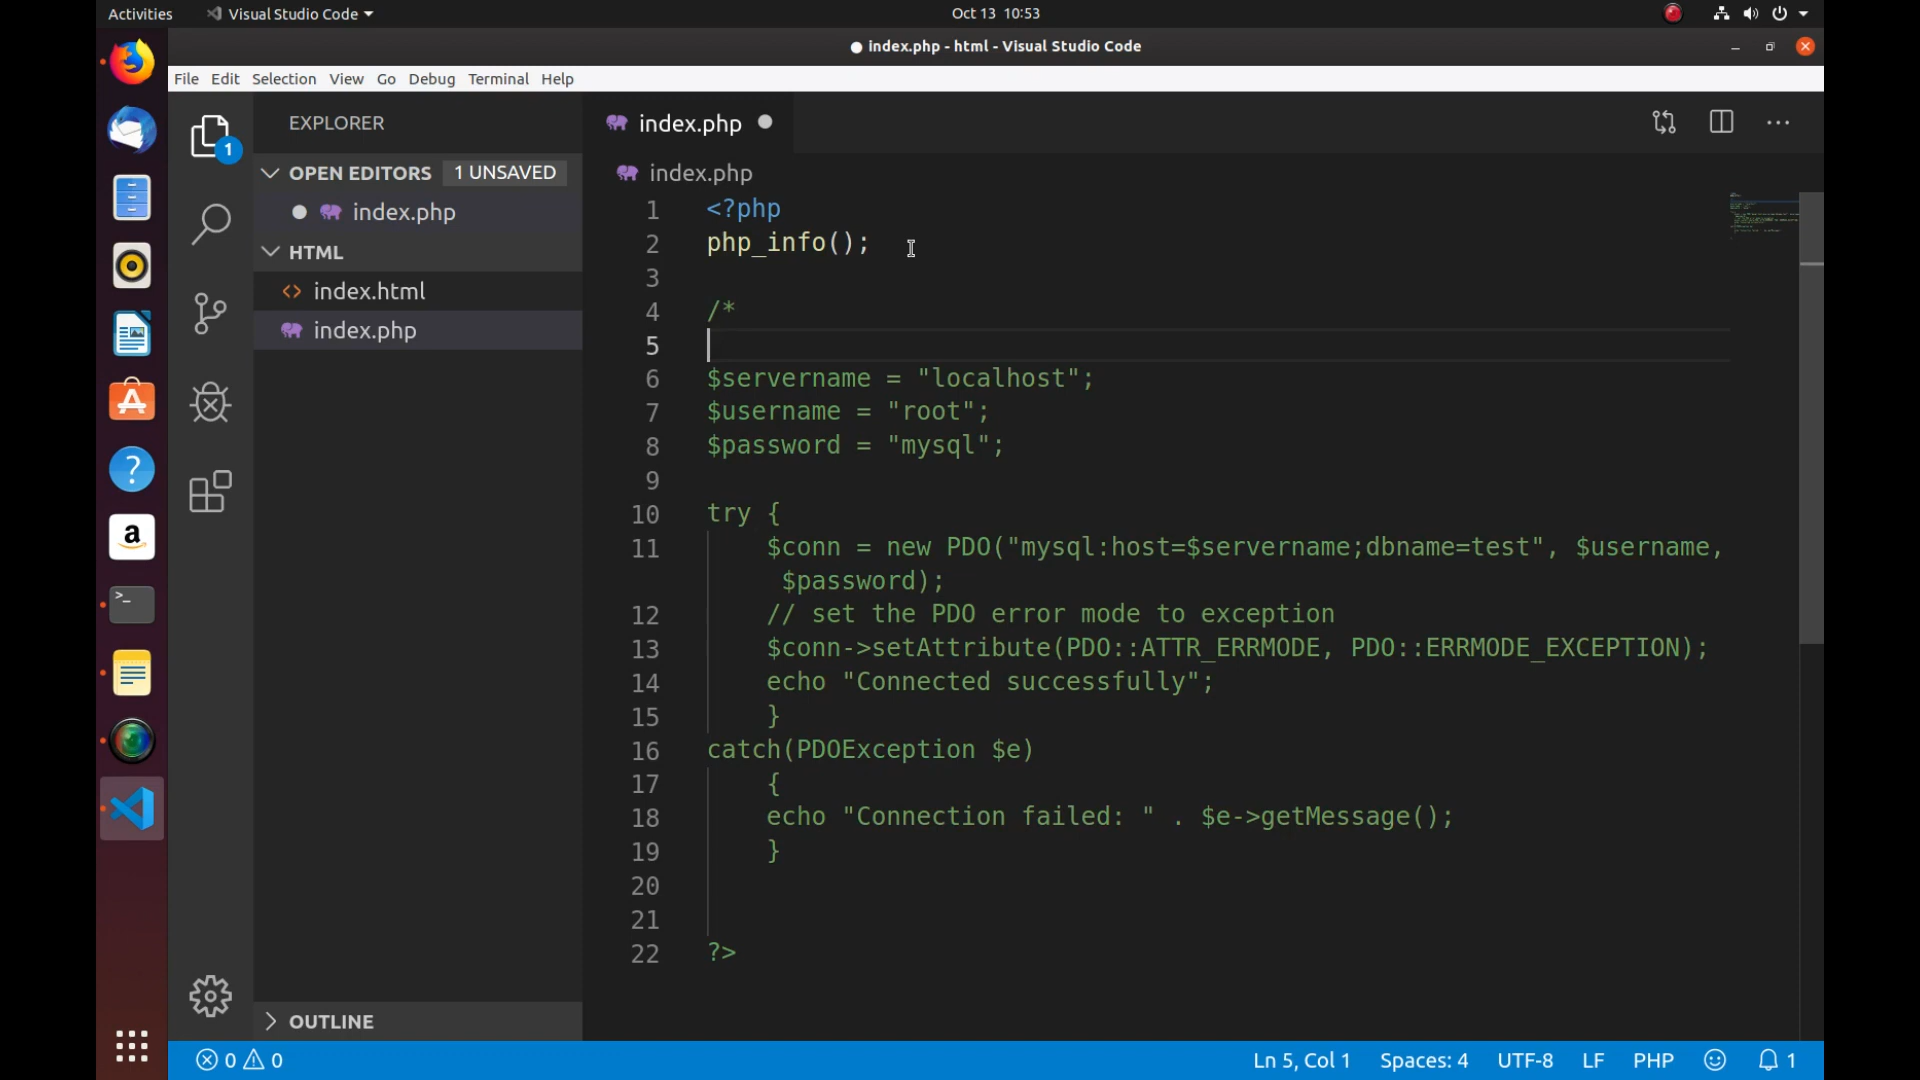 Activities Visual Studio Code Oct 13 10:53
index.php - html - Visual Studio Code
File Edit Selection View Go Debug Terminal Help
EXPLORER
1
OPEN EDITORS 1 UNSAVED
index.php
HTML
index.html
index.php
OUTLINE
index.php
index.php
1 <?php
2 php_info();
3
4 /*
5
6 $servername = "localhost";
7 $username = "root";
8 $password = "mysql";
9
10 try {
11 $conn = new PDO("mysql:host=$servername;dbname=test", $username,
$password);
12 // set the PDO error mode to exception
13 $conn->setAttribute(PDO::ATTR_ERRMODE, PDO::ERRMODE_EXCEPTION);
14 echo "Connected successfully";
15 }
16 catch(PDOException $e)
17 {
18 echo "Connection failed: " . $e->getMessage();
19 }
20
21
22 ?>
0 0 Ln 5, Col 1 Spaces: 4 UTF-8 LF PHP 1